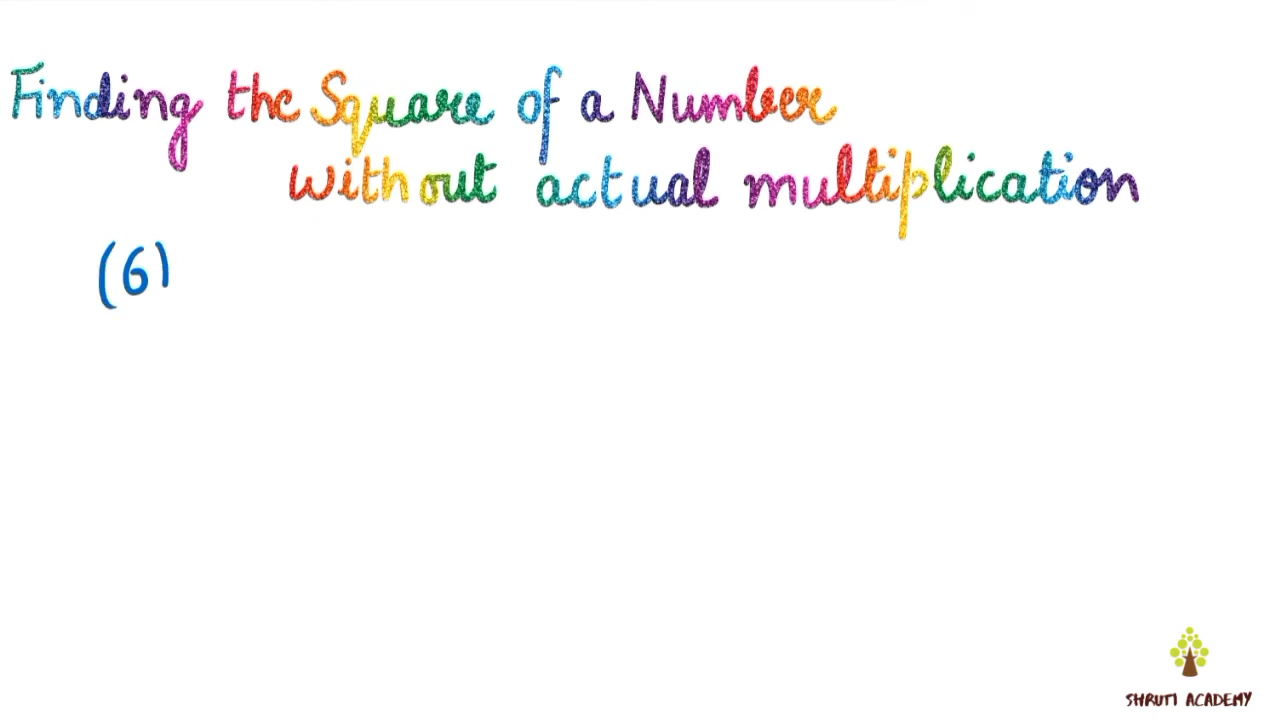 Finding the Square of a Number
without actual multiplication
(6)
SHRUTI ACADEMY